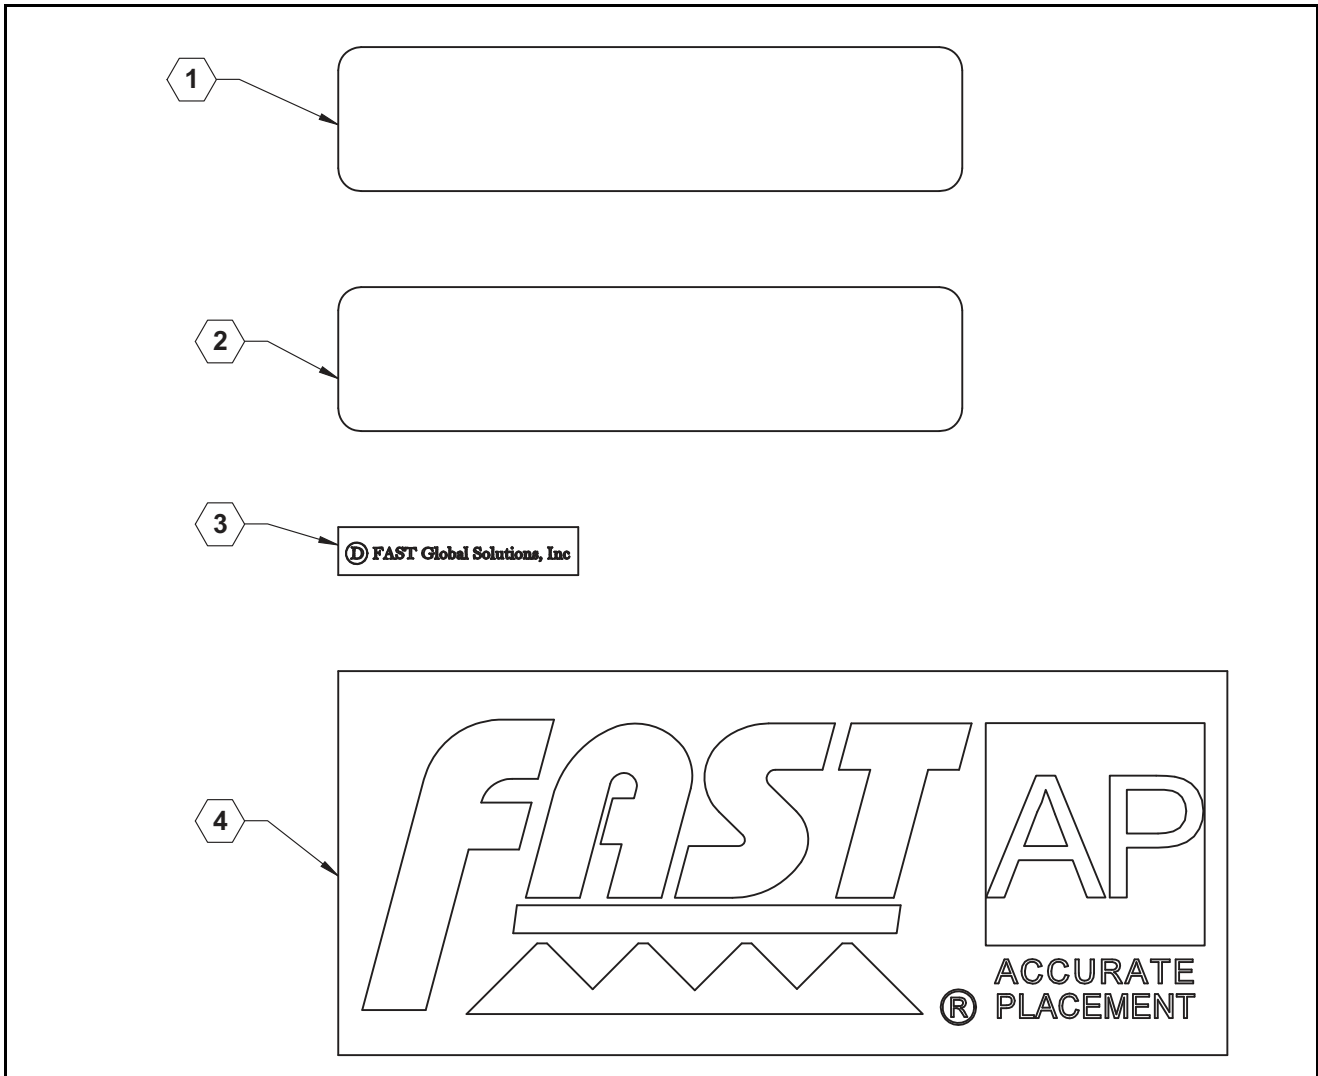 1
2
3
Ⓓ FAST Global Solutions, Inc
4
FAST
AP
ACCURATE
® PLACEMENT